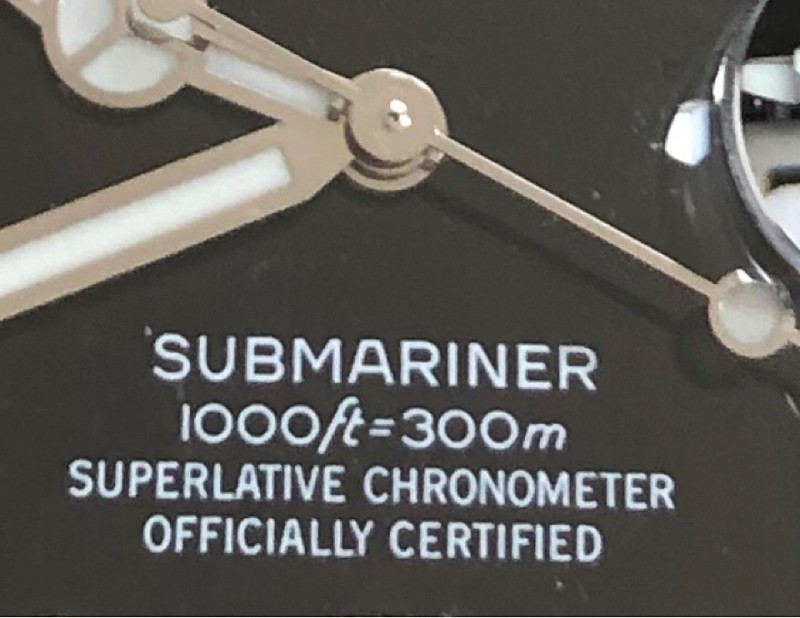 SUBMARINER
1000ft=300m
SUPERLATIVE CHRONOMETER
OFFICIALLY CERTIFIED